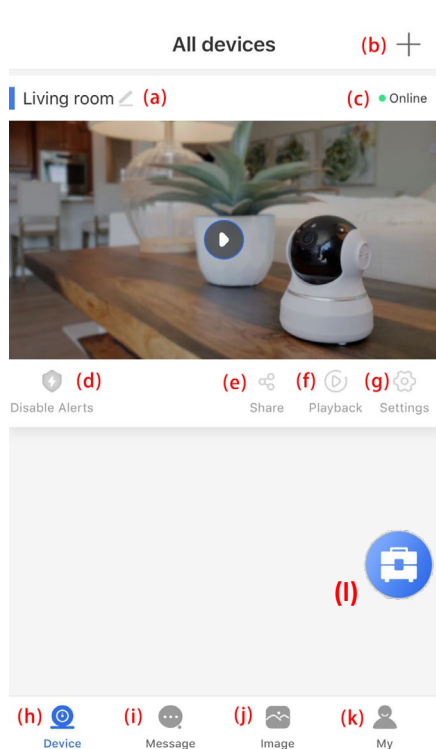 All devices (b)
Living room (a) (c) Online
(d) (e) (f) (g)
Disable Alerts Share Playback Settings
(l)
(h) (i) (j) (k)
Device Message Image My